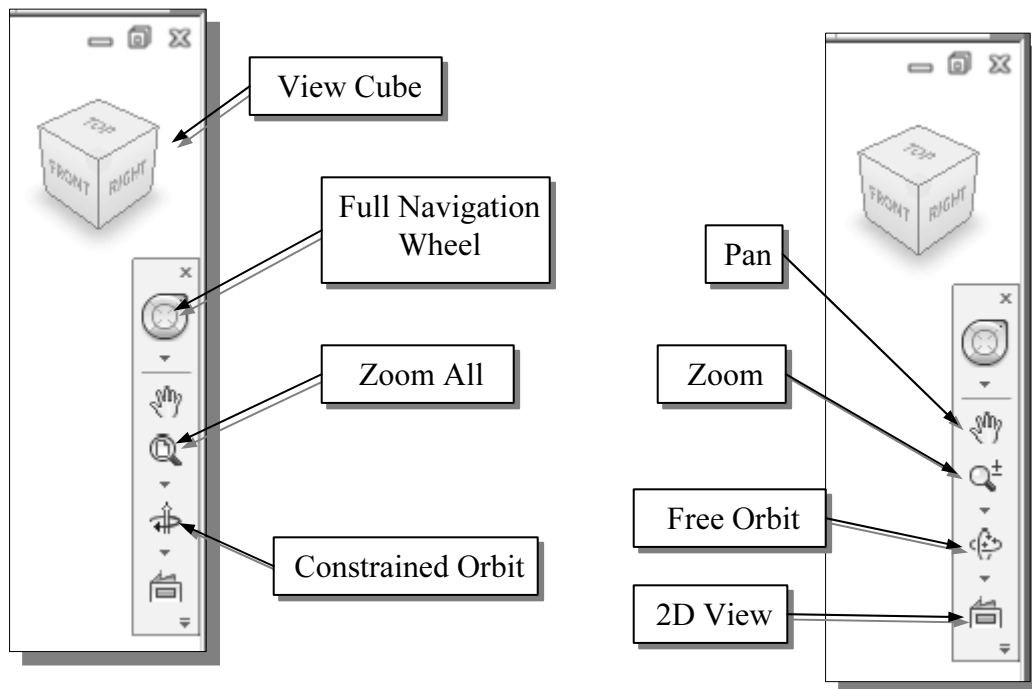 View Cube
TOP
FRONT
RIGHT
Full Navigation
Wheel
Zoom All
Constrained Orbit
TOP
FRONT
RIGHT
Pan
Zoom
Free Orbit
2D View